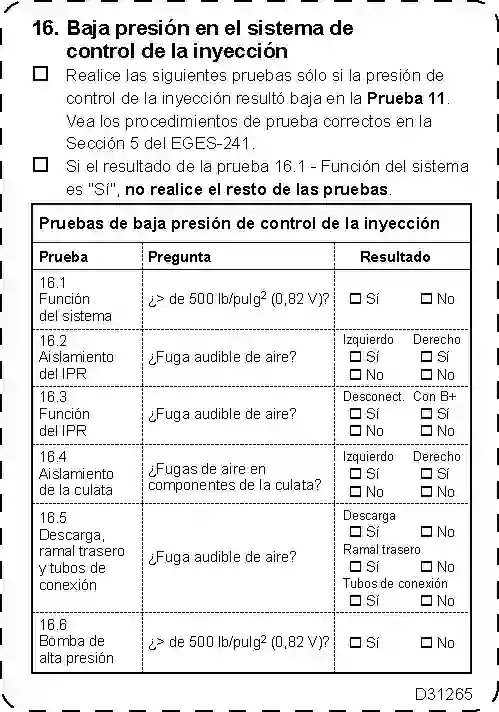 16. Baja presión en el sistema de
control de la inyección
☐ Realice las siguientes pruebas sólo si la presión de
control de la inyección resultó baja en la Prueba 11.
Vea los procedimientos de prueba correctos en la
Sección 5 del EGES-241.
☐ Si el resultado de la prueba 16.1 - Función del sistema
es "Sí", no realice el resto de las pruebas.
Pruebas de baja presión de control de la inyección
Prueba Pregunta Resultado
16.1
Función
del sistema
¿> de 500 lb/pulg² (0,82 V)? ☐ Sí ☐ No
16.2
Aislamiento
del IPR
¿Fuga audible de aire?
Izquierdo Derecho
☐ Sí ☐ Sí
☐ No ☐ No
16.3
Función
del IPR
¿Fuga audible de aire?
Desconect. Con B+
☐ Sí ☐ Sí
☐ No ☐ No
16.4
Aislamiento
de la culata
¿Fugas de aire en
componentes de la culata?
Izquierdo Derecho
☐ Sí ☐ Sí
☐ No ☐ No
16.5
Descarga,
ramal trasero
y tubos de
conexión
¿Fuga audible de aire?
Descarga
☐ Sí ☐ No
Ramal trasero
☐ Sí ☐ No
Tubos de conexión
☐ Sí ☐ No
16.6
Bomba de
alta presión
¿> de 500 lb/pulg² (0,82 V)? ☐ Sí ☐ No
D31265